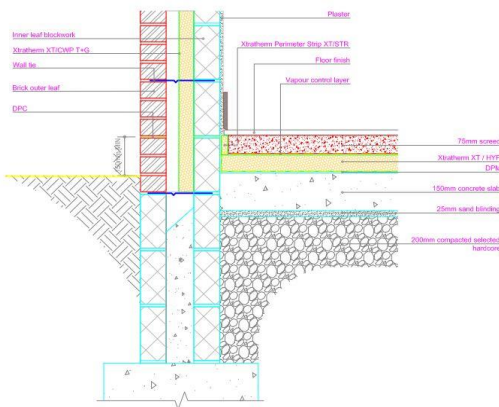 Plaster
Inner leaf blockwork
Xtratherm XT/CWP T+G
Xtratherm Perimeter Strip XT/STR
Wall tie
Floor finish
Brick outer leaf
Vapour control layer
DPC
75mm screed
Xtratherm XT / HYF
DPM
150mm concrete slab
25mm sand blinding
200mm compacted selected
hardcore